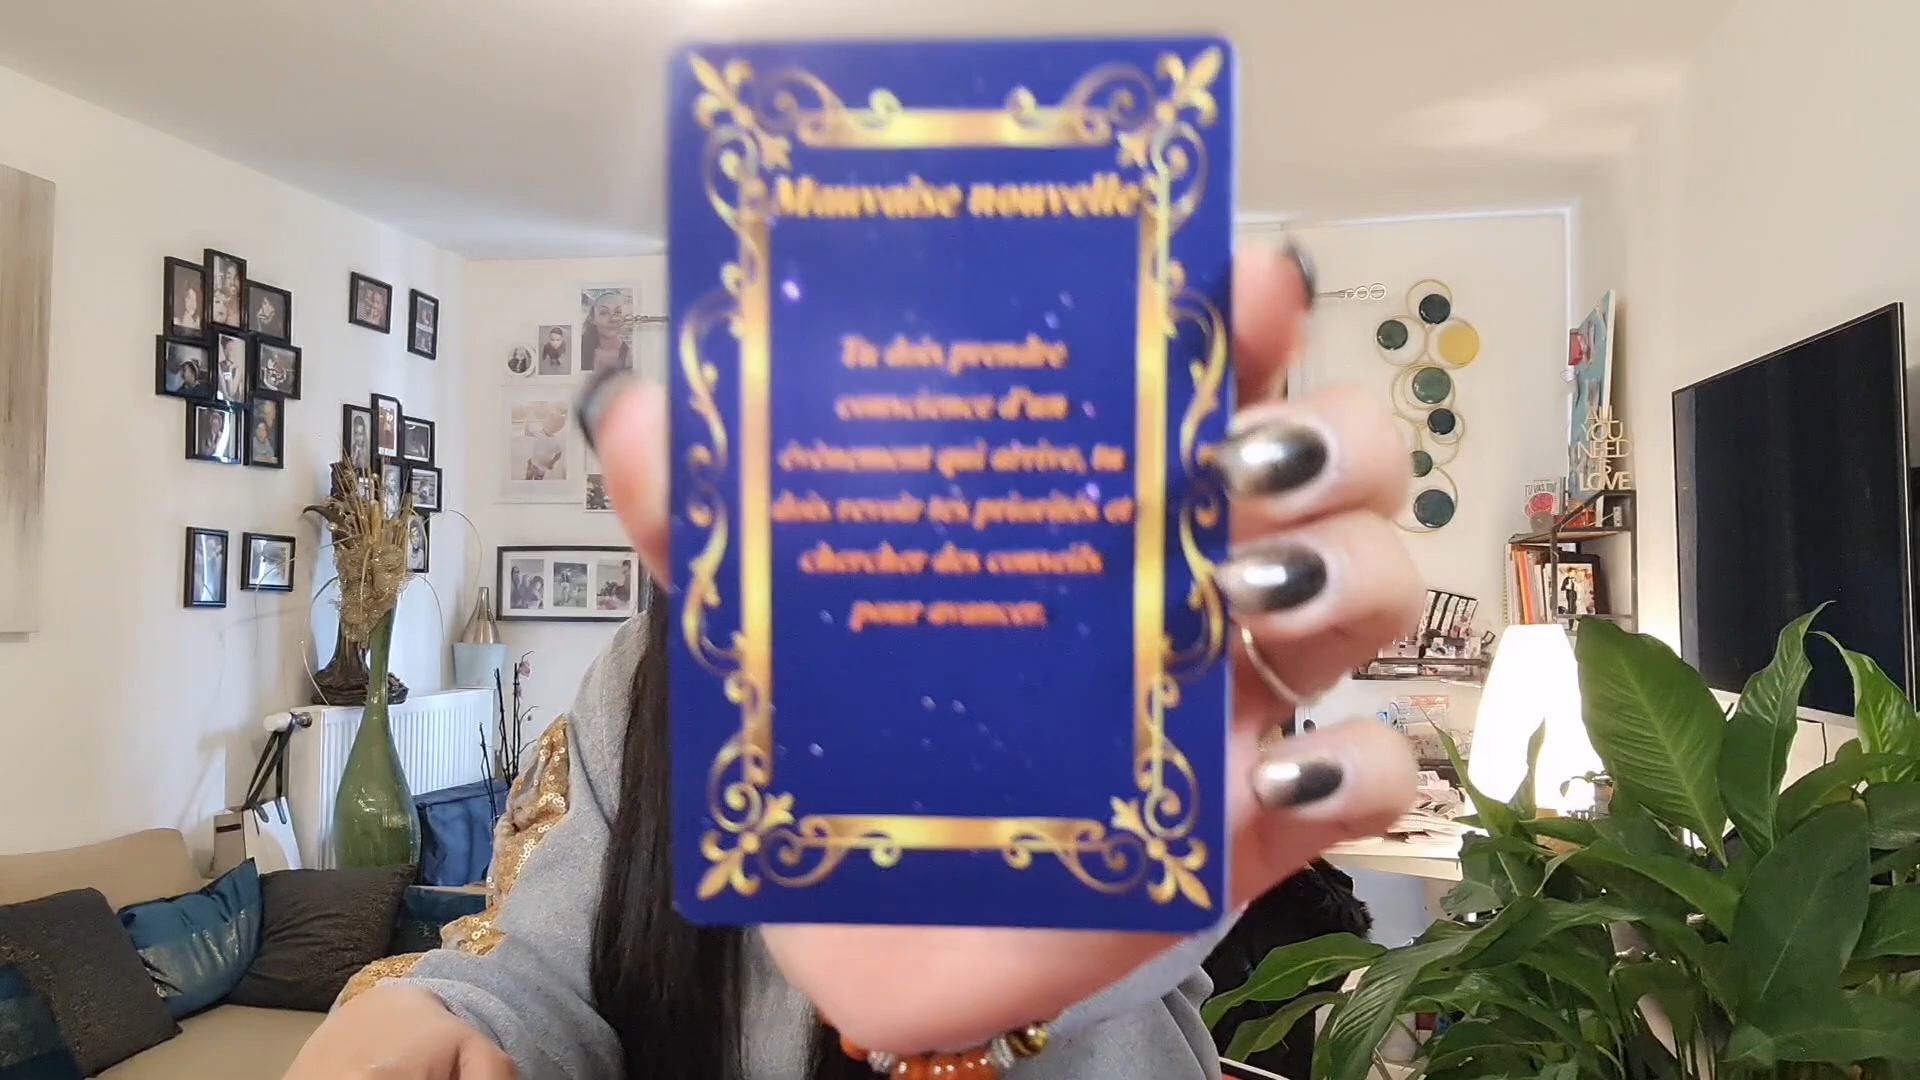 Mauvaise nouvelle
Tu dois prendre
conscience d'un
évènement qui arrive, tu
dois revoir tes priorités et
chercher des conseils
pour avancer.
ALL
YOU
NEED
IS
LOVE